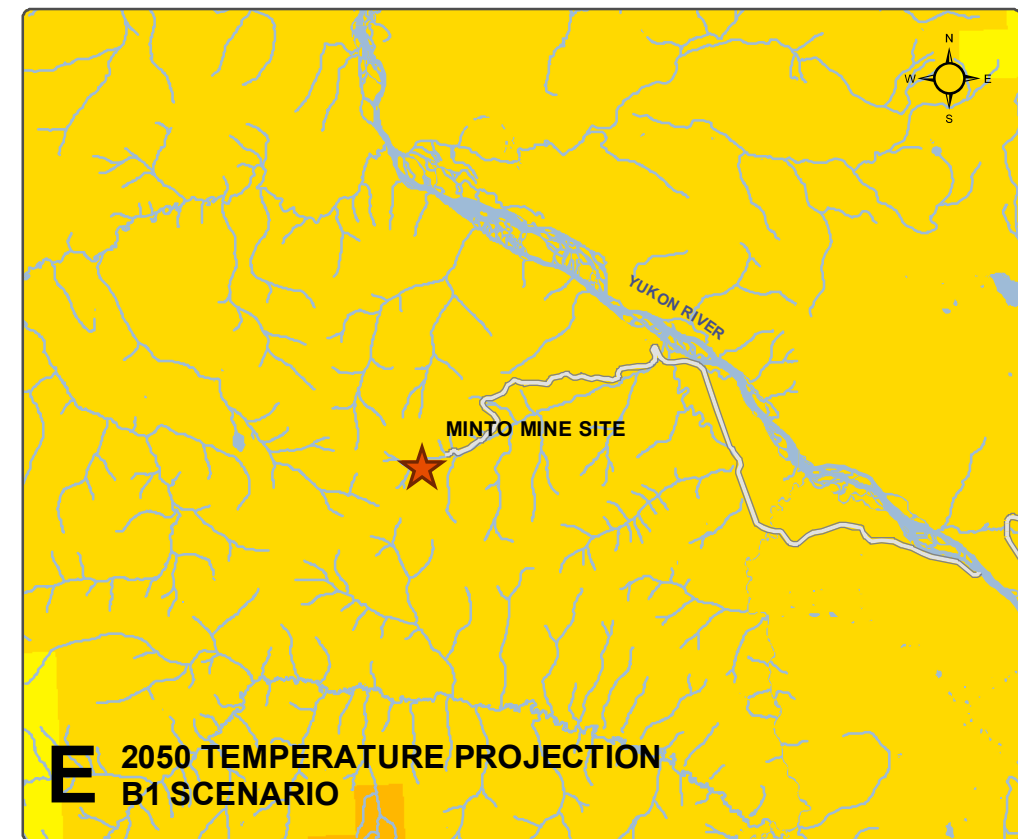 N
W E
S
YUKON RIVER
MINTO MINE SITE
E
2050 TEMPERATURE PROJECTION
B1 SCENARIO